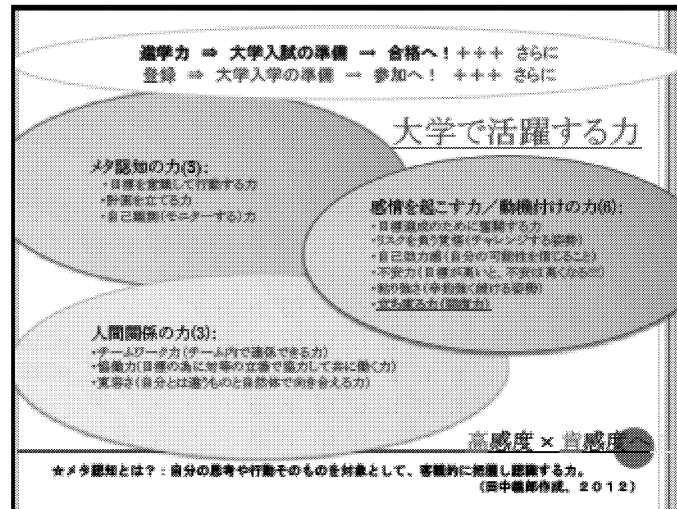 進学力 ⇒ 大学入試の準備 → 合格へ！+++ さらに
登録 ⇒ 大学入学の準備 → 参加へ！ +++ さらに
大学で活躍する力
メタ認知の力(3):
・目標を意識して行動する力
・計画を立てる力
・自己観測(モニターする)力
感情を起こす力／動機付けの力(6):
・目標達成のために奮闘する力
・リスクを負う覚悟(チャレンジする姿勢)
・自己効力感(自分の可能性を信じること)
・不安力(目標が高いと、不安は高くなる!!!)
・粘り強さ(辛抱強く続ける姿勢)
・立ち直る力(回復力)
人間関係の力(3):
・チームワーク力(チーム内で連係できる力)
・協働力(目標の為に対等の立場で協力して共に働く力)
・寛容さ(自分とは違うものと自然体で向き合える力)
高感度 × 肯感度へ
☆メタ認知とは？：自分の思考や行動そのものを対象として、客観的に把握し認識する力。
(田中 作成, ２０１２)